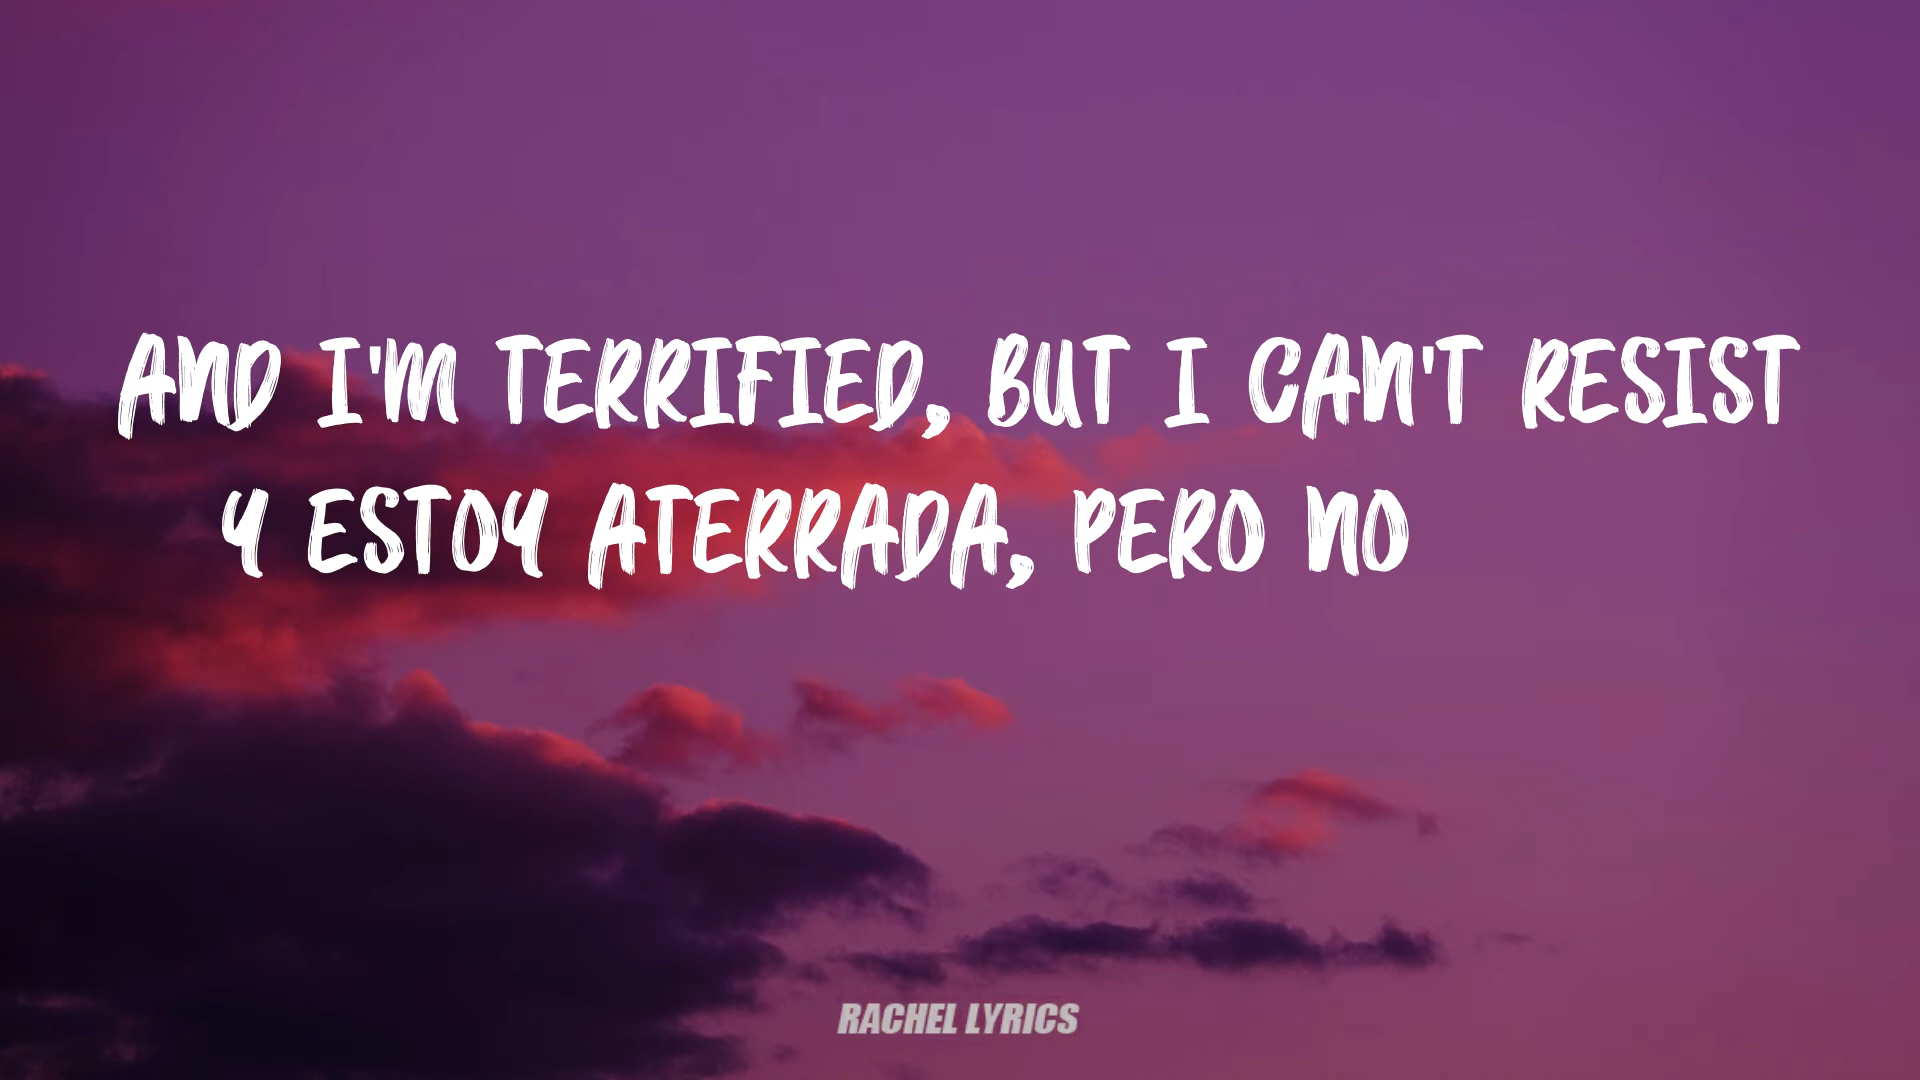 AND I'M TERRIFIED, BUT I CAN'T RESIST
Y ESTOY ATERRADA, PERO NO
RACHEL LYRICS